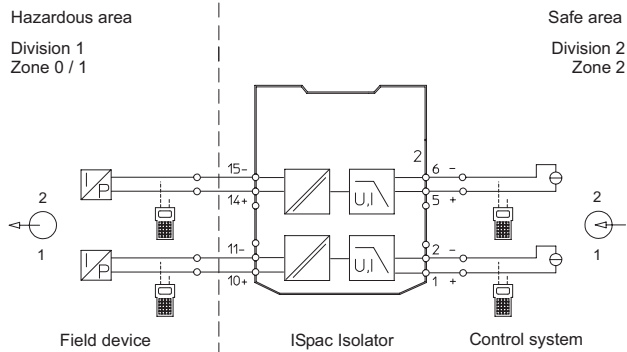 Hazardous area
Safe area
Division 1
Zone 0 / 1
Division 2
Zone 2
2
15-
6 -
I/P
14+
U,I
5 +
2
1
2
1
11-
2 -
I/P
10+
U,I
1 +
Field device
ISpac Isolator
Control system